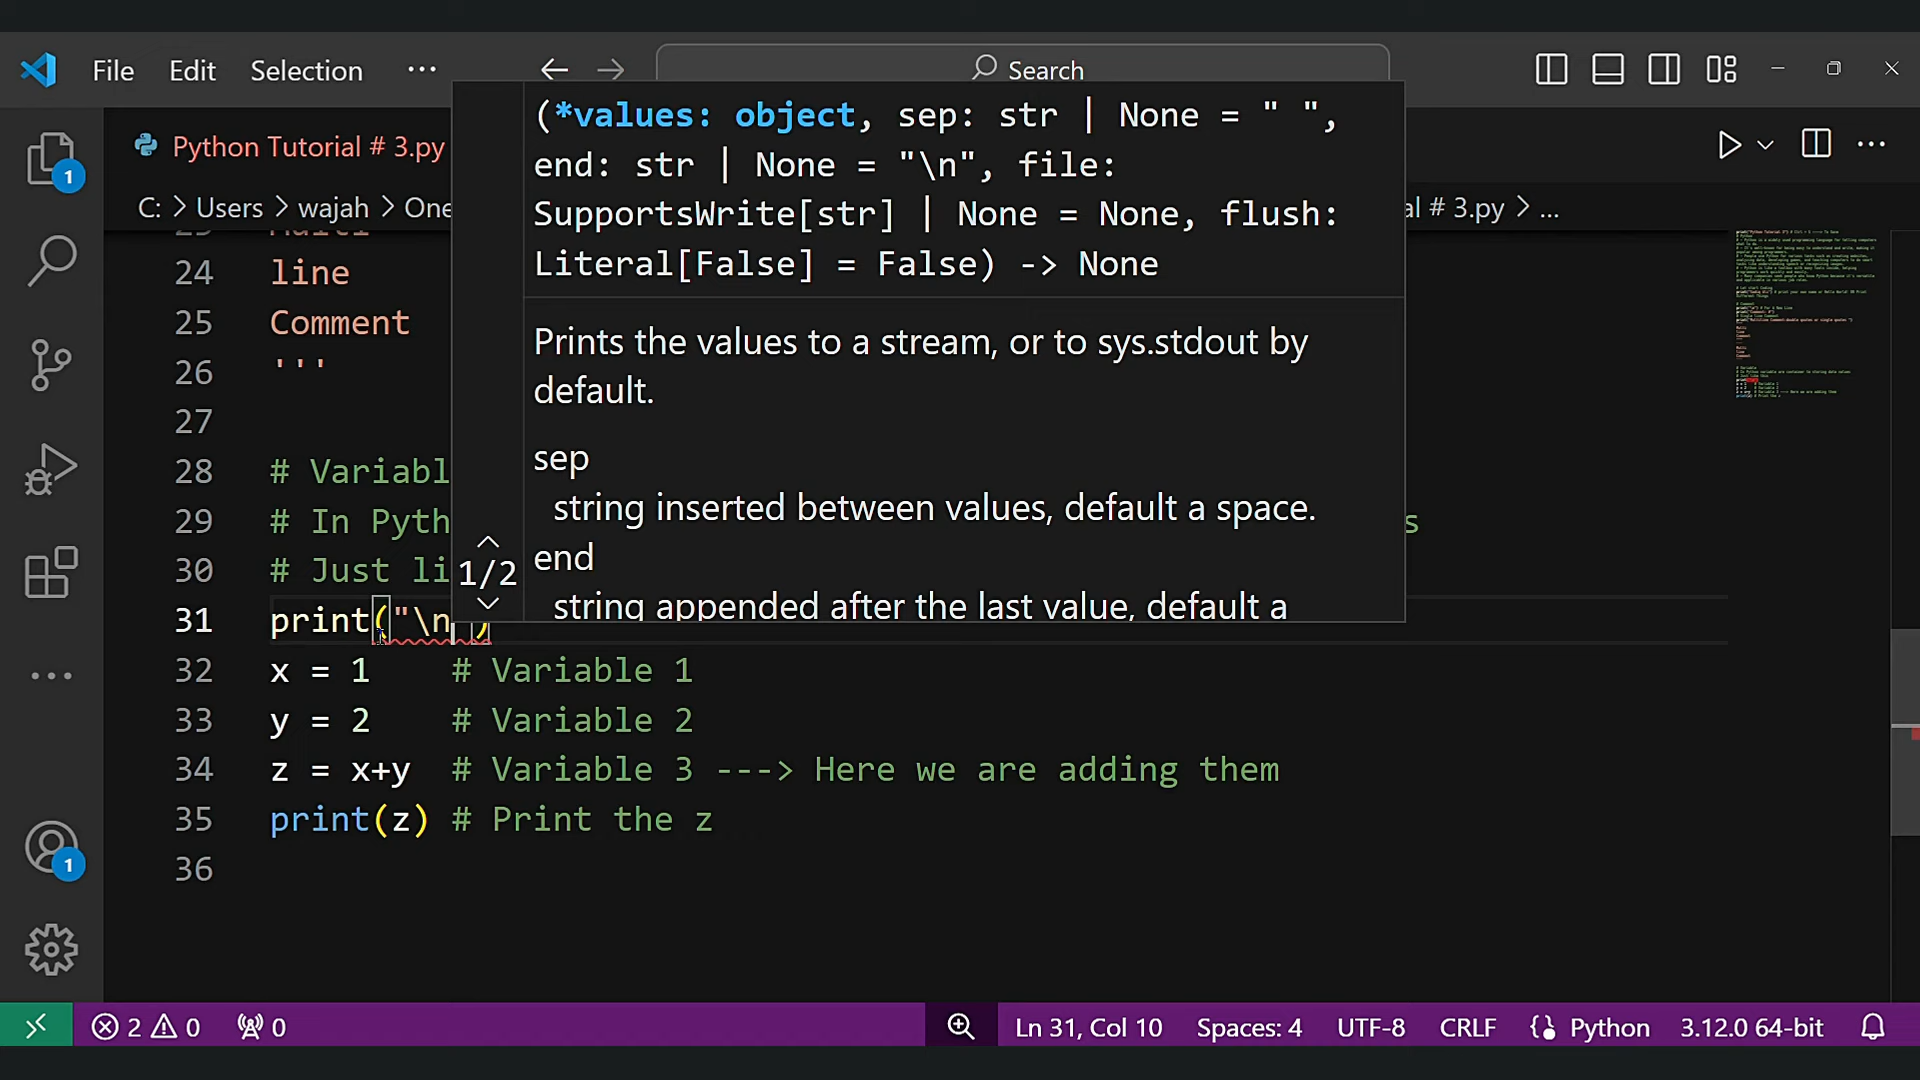 File Edit Selection ... Search
Python Tutorial # 3.py
C: > Users > wajah > One
al # 3.py > ...
(*values: object, sep: str | None = " ",
end: str | None = "\n", file:
SupportsWrite[str] | None = None, flush:
Literal[False] = False) -> None
Prints the values to a stream, or to sys.stdout by
default.
sep
string inserted between values, default a space.
end
string appended after the last value, default a
1/2
24 line
25 Comment
26 '''
27
28 # Variabl
29 # In Pyth s
30 # Just li
31 print("\n")
32 x = 1 # Variable 1
33 y = 2 # Variable 2
34 z = x+y # Variable 3 ---> Here we are adding them
35 print(z) # Print the z
36
1
1
2 0 0 Ln 31, Col 10 Spaces: 4 UTF-8 CRLF Python 3.12.0 64-bit